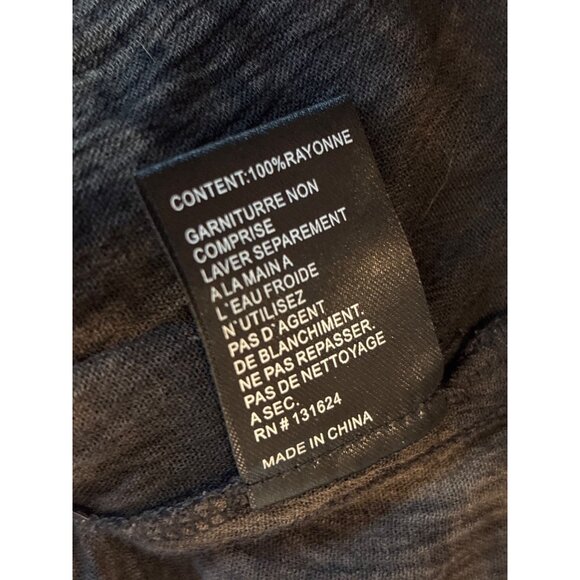 CONTENT:100%RAYONNE
GARNITURRE NON
COMPRISE
LAVER SEPAREMENT
A LA MAIN A
L'EAU FROIDE
N'UTILISEZ
PAS D'AGENT
DE BLANCHIMENT.
NE PAS REPASSER.
PAS DE NETTOYAGE
A SEC.
RN # 131624
MADE IN CHINA